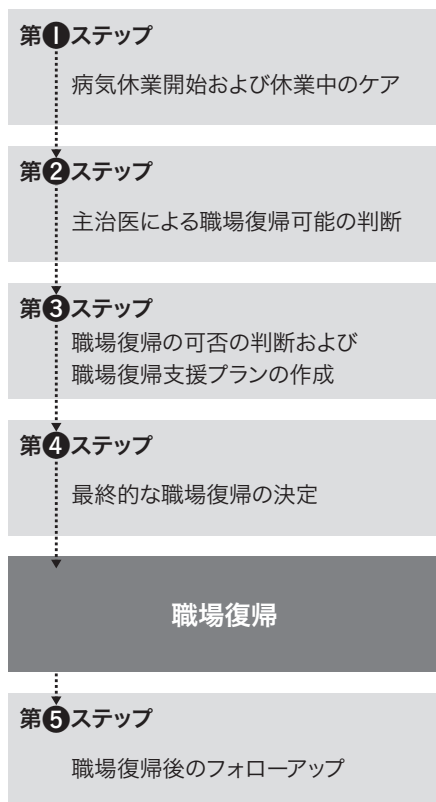 第❶ステップ
病気休業開始および休業中のケア
第❷ステップ
主治医による職場復帰可能の判断
第❸ステップ
職場復帰の可否の判断および
職場復帰支援プランの作成
第❹ステップ
最終的な職場復帰の決定
職場復帰
第❺ステップ
職場復帰後のフォローアップ